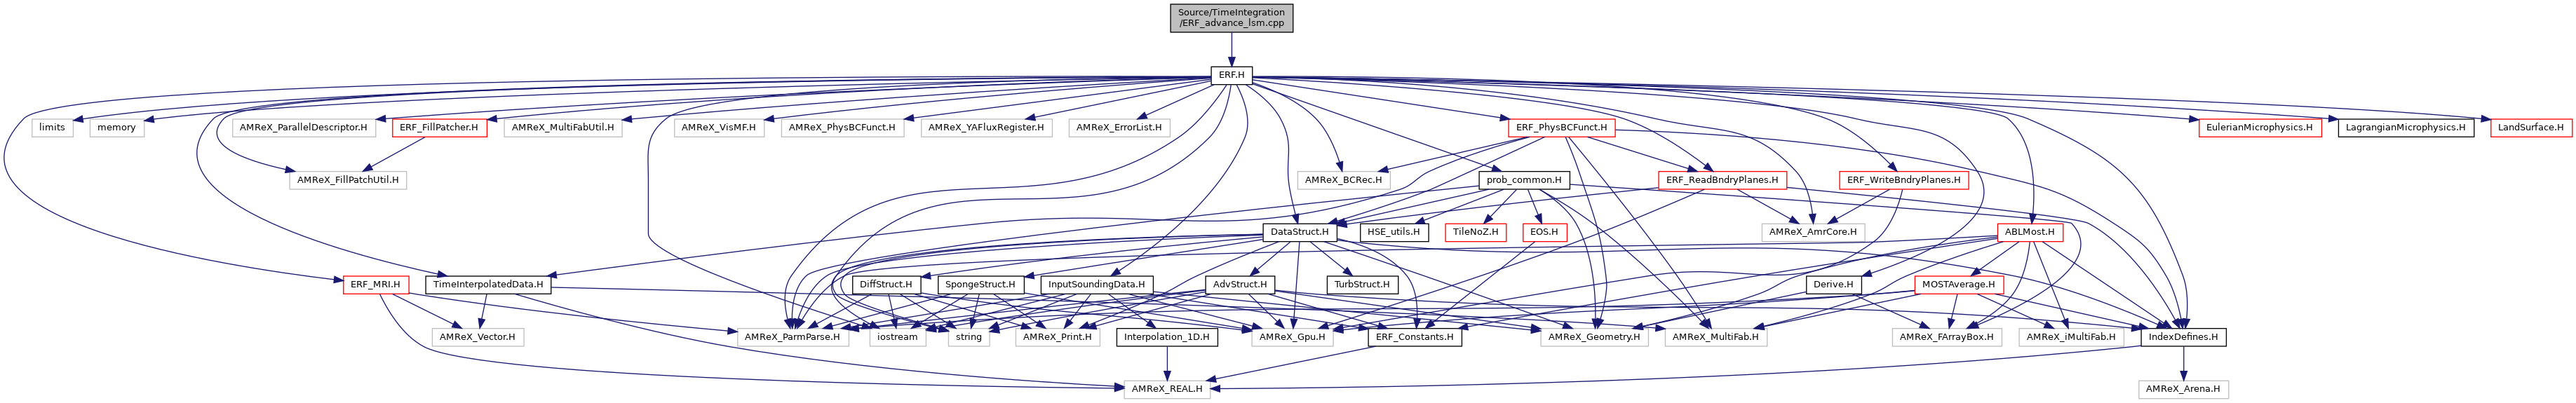 Source/TimeIntegration
/ERF_advance_lsm.cpp
ERF.H
limits
memory
AMReX_ParallelDescriptor.H
ERF_FillPatcher.H
AMReX_MultiFabUtil.H
AMReX_VisMF.H
AMReX_PhysBCFunct.H
AMReX_YAFluxRegister.H
AMReX_ErrorList.H
ERF_PhysBCFunct.H
EulerianMicrophysics.H
LagrangianMicrophysics.H
LandSurface.H
AMReX_FillPatchUtil.H
AMReX_BCRec.H
prob_common.H
ERF_ReadBndryPlanes.H
ERF_WriteBndryPlanes.H
DataStruct.H
HSE_utils.H
TileNoZ.H
EOS.H
AMReX_AmrCore.H
ABLMost.H
ERF_MRI.H
TimeInterpolatedData.H
DiffStruct.H
SpongeStruct.H
InputSoundingData.H
AdvStruct.H
TurbStruct.H
Derive.H
MOSTAverage.H
AMReX_Vector.H
AMReX_ParmParse.H
iostream
string
AMReX_Print.H
Interpolation_1D.H
AMReX_Gpu.H
ERF_Constants.H
AMReX_Geometry.H
AMReX_MultiFab.H
AMReX_FArrayBox.H
AMReX_iMultiFab.H
IndexDefines.H
AMReX_REAL.H
AMReX_Arena.H